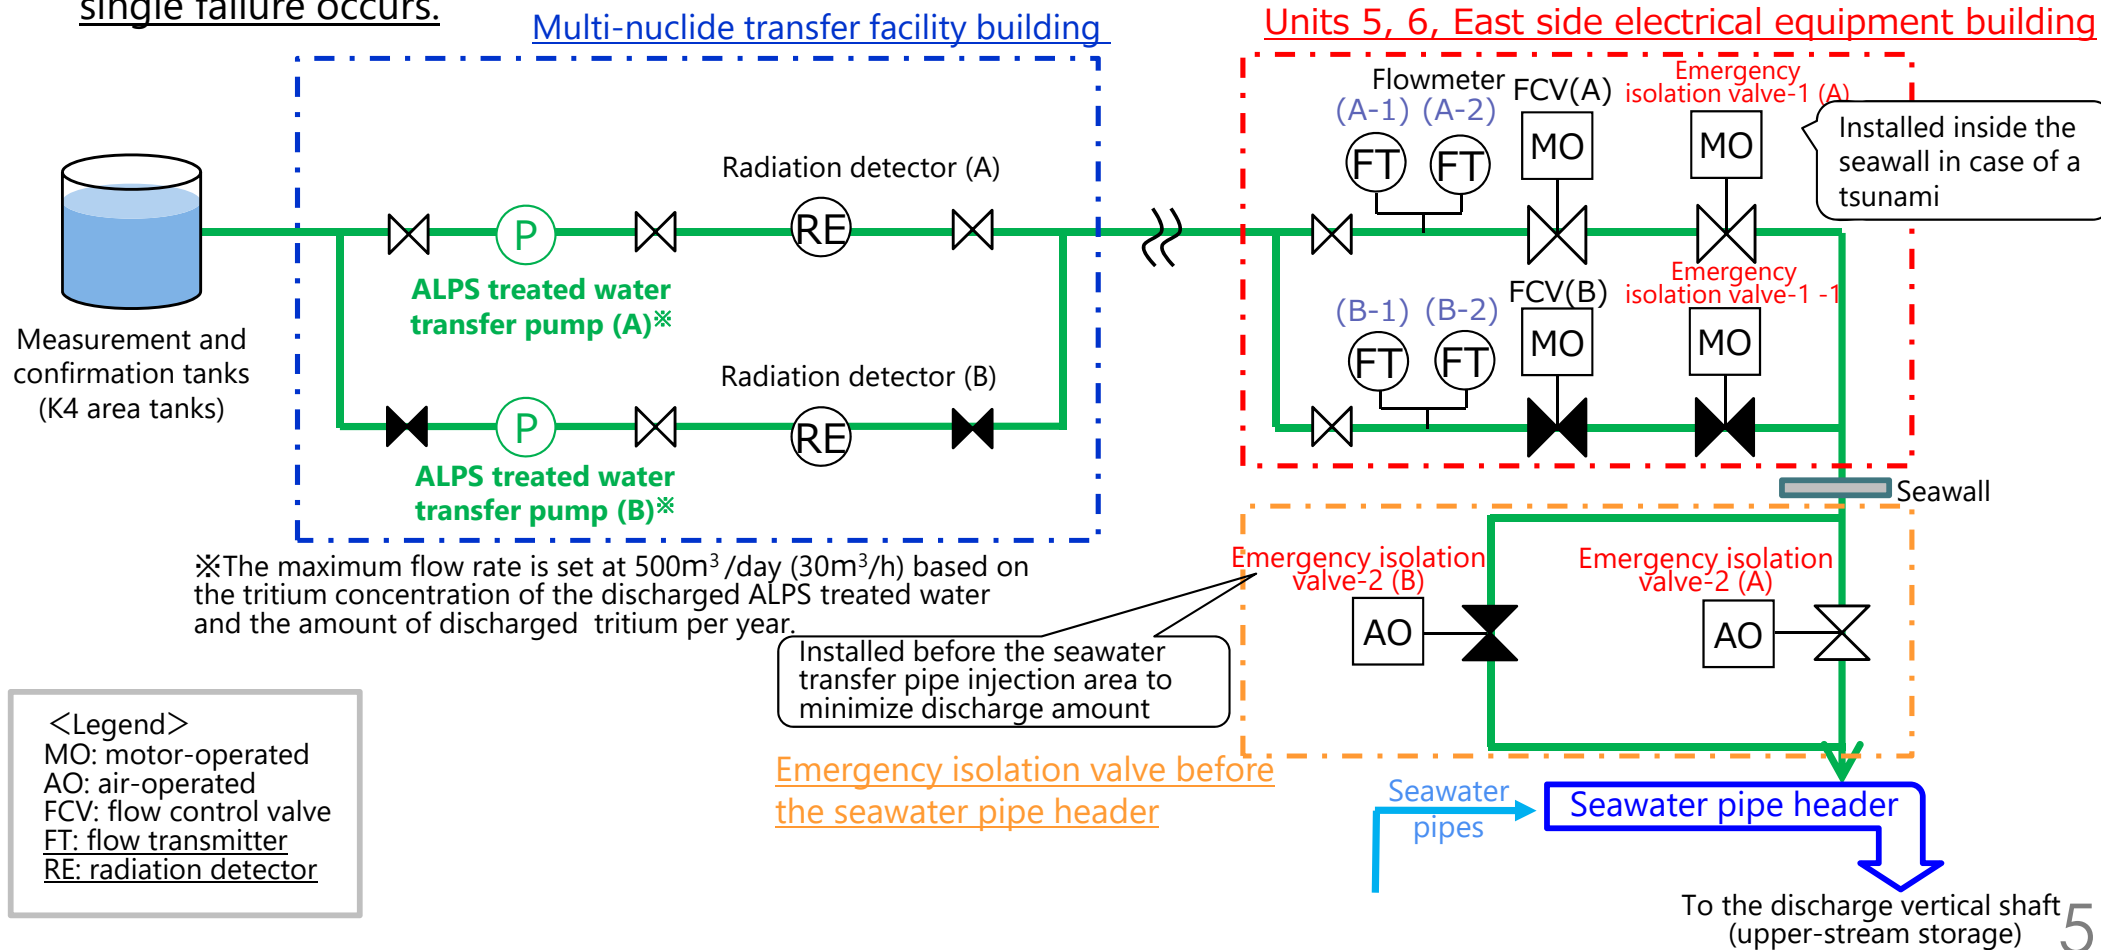 single failure occurs.
Multi-nuclide transfer facility building
Units 5, 6, East side electrical equipment building
Flowmeter
(A-1) (A-2)
FCV(A)
Emergency
isolation valve-1 (A)
FT
FT
MO
MO
Installed inside the
seawall in case of a
tsunami
Radiation detector (A)
P
RE
ALPS treated water
transfer pump (A)※
Measurement and
confirmation tanks
(K4 area tanks)
Radiation detector (B)
P
RE
ALPS treated water
transfer pump (B)※
(B-1) (B-2)
FCV(B)
Emergency
isolation valve-1 -1
FT
FT
MO
MO
Seawall
※The maximum flow rate is set at 500m³/day (30m³/h) based on
the tritium concentration of the discharged ALPS treated water
and the amount of discharged tritium per year.
Emergency isolation
valve-2 (B)
Emergency isolation
valve-2 (A)
AO
AO
Installed before the seawater
transfer pipe injection area to
minimize discharge amount
Emergency isolation valve before
the seawater pipe header
<Legend>
MO: motor-operated
AO: air-operated
FCV: flow control valve
FT: flow transmitter
RE: radiation detector
Seawater
pipes
Seawater pipe header
To the discharge vertical shaft
(upper-stream storage)
5